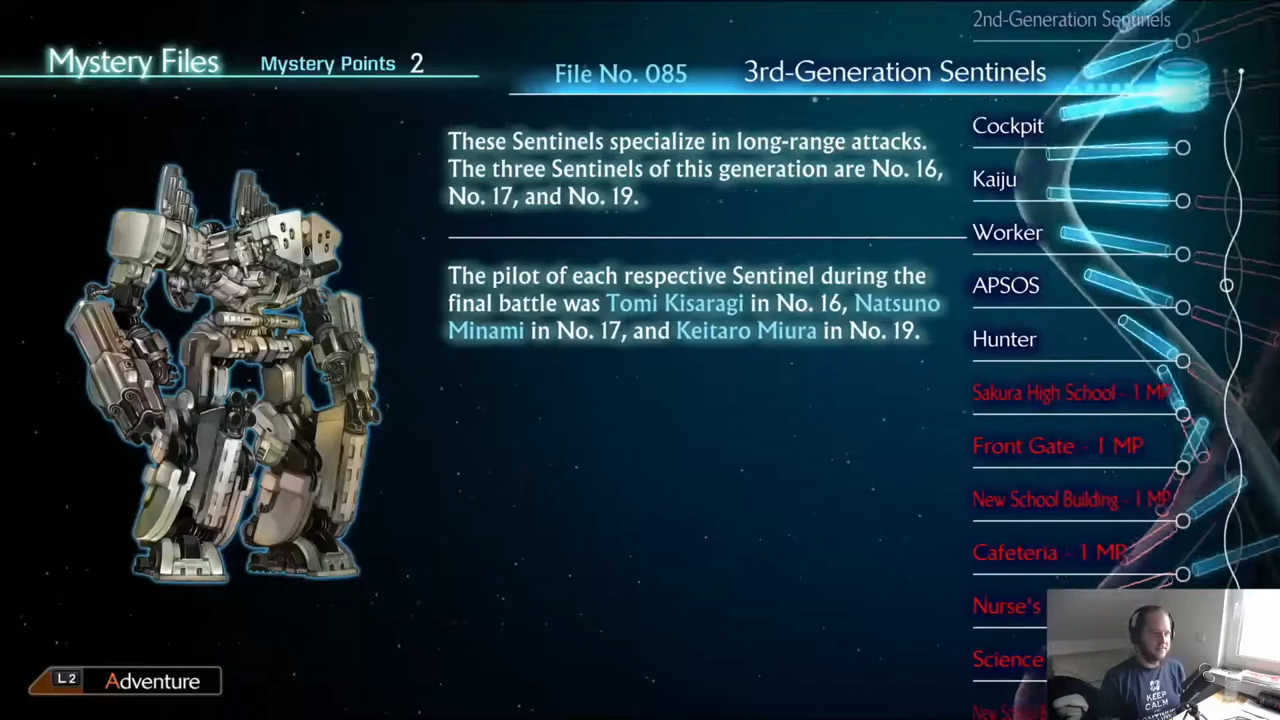 2nd-Generation Sentinels
Mystery Files
Mystery Points 2
File No. 085
3rd-Generation Sentinels
These Sentinels specialize in long-range attacks.
The three Sentinels of this generation are No. 16,
No. 17, and No. 19.
The pilot of each respective Sentinel during the
final battle was Tomi Kisaragi in No. 16, Natsuno
Minami in No. 17, and Keitaro Miura in No. 19.
Cockpit
Kaiju
Worker
APSOS
Hunter
Sakura High School - 1 MP
Front Gate - 1 MP
New School Building - 1 MP
Cafeteria - 1 MP
Nurse's
Science
L2 Adventure
KEEP
CALM